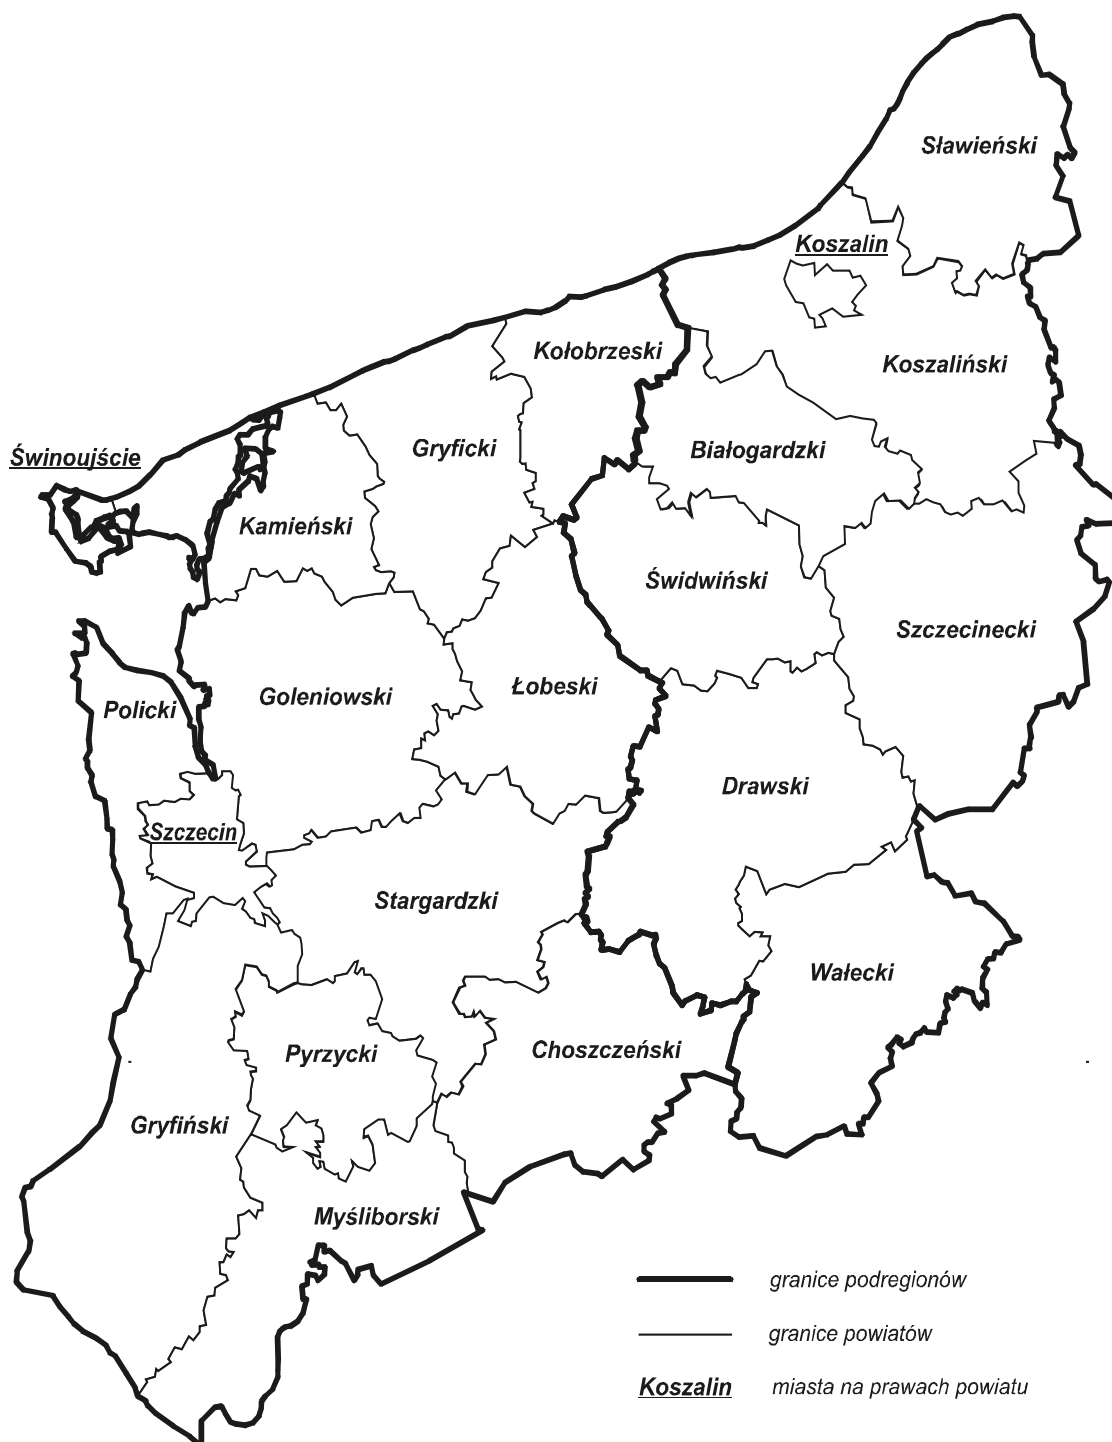 Sławieński
Koszalin
Kołobrzeski
Koszaliński
Gryficki
Białogardzki
Świnoujście
Kamieński
Świdwiński
Szczecinecki
Łobeski
Goleniowski
Policki
Drawski
Szczecin
Stargardzki
Wałecki
Choszczeński
Pyrzycki
Gryfiński
Myśliborski
granice podregionów
granice powiatów
Koszalin miasta na prawach powiatu